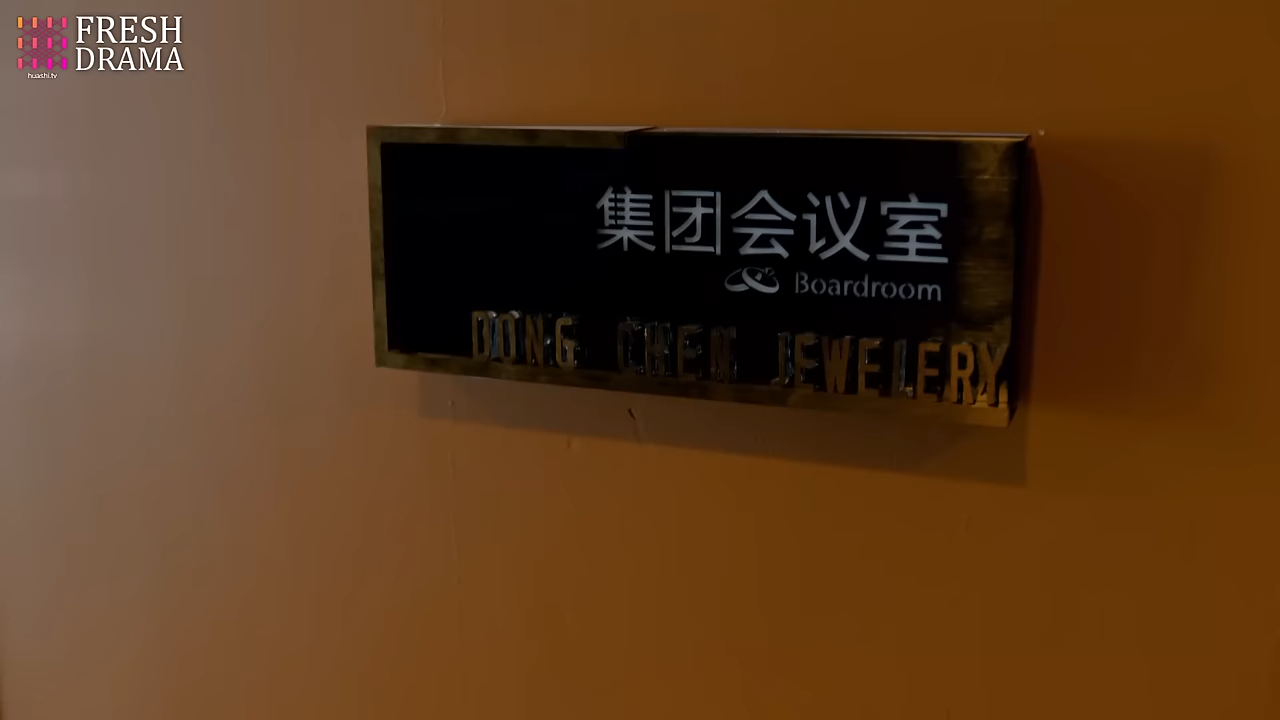 FRESH
DRAMA
huashi.tv
集团会议室
Boardroom
DONG CHEN JEWELERY